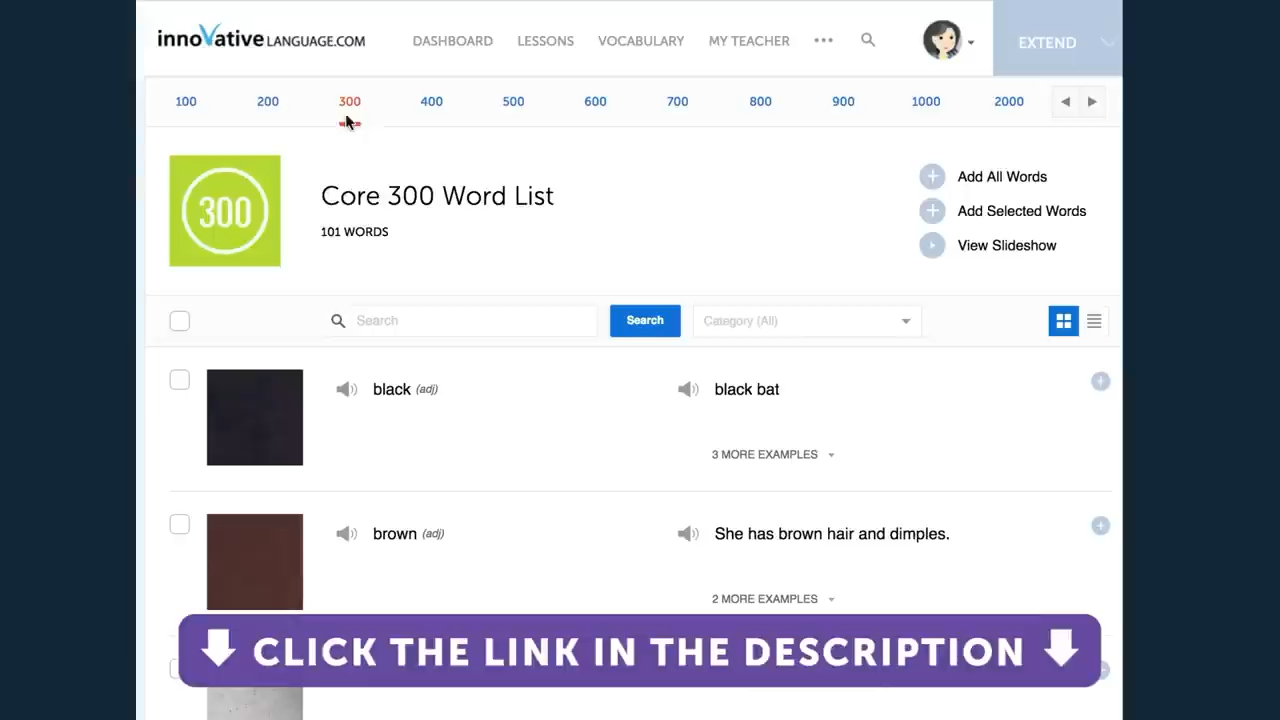 innoVative LANGUAGE.COM DASHBOARD LESSONS VOCABULARY MY TEACHER ••• EXTEND
100 200 300 400 500 600 700 800 900 1000 2000
300
Core 300 Word List
101 WORDS
Add All Words
Add Selected Words
View Slideshow
Search Search Category (All)
black (adj) black bat
3 MORE EXAMPLES
brown (adj) She has brown hair and dimples.
2 MORE EXAMPLES
CLICK THE LINK IN THE DESCRIPTION